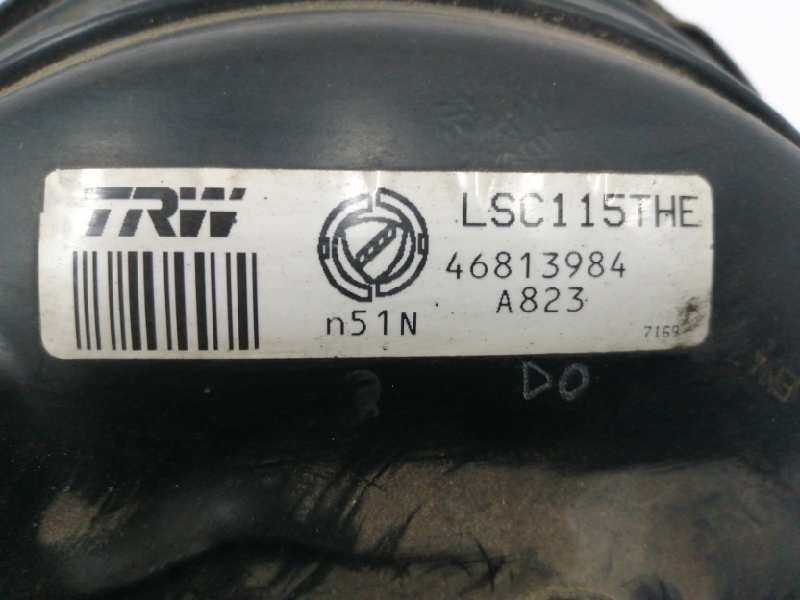 TRW
LSC115THE
46813984
n51N
A823
7169
DO